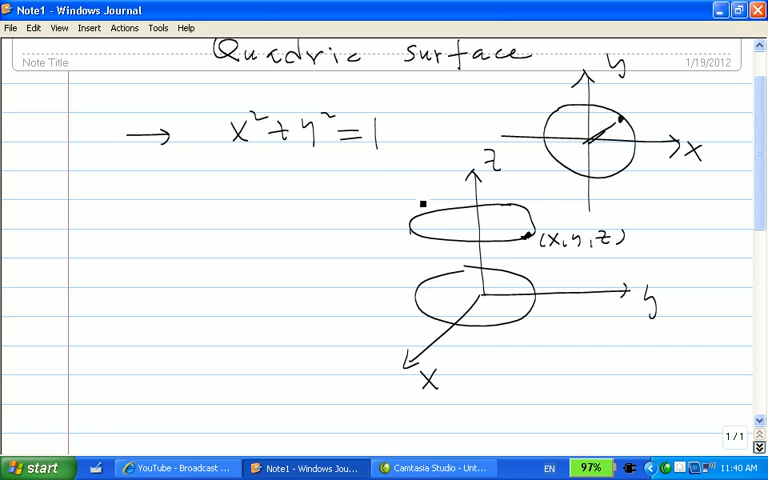 Note1 - Windows Journal
File Edit View Insert Actions Tools Help
Quadric surface
Note Title
1/19/2012
y
→ x² + y² = 1
x
z
(x, y, z)
y
x
1 / 1
start
YouTube - Broadcast ...
Note1 - Windows Jou...
Camtasia Studio - Unt...
EN
97%
11:40 AM